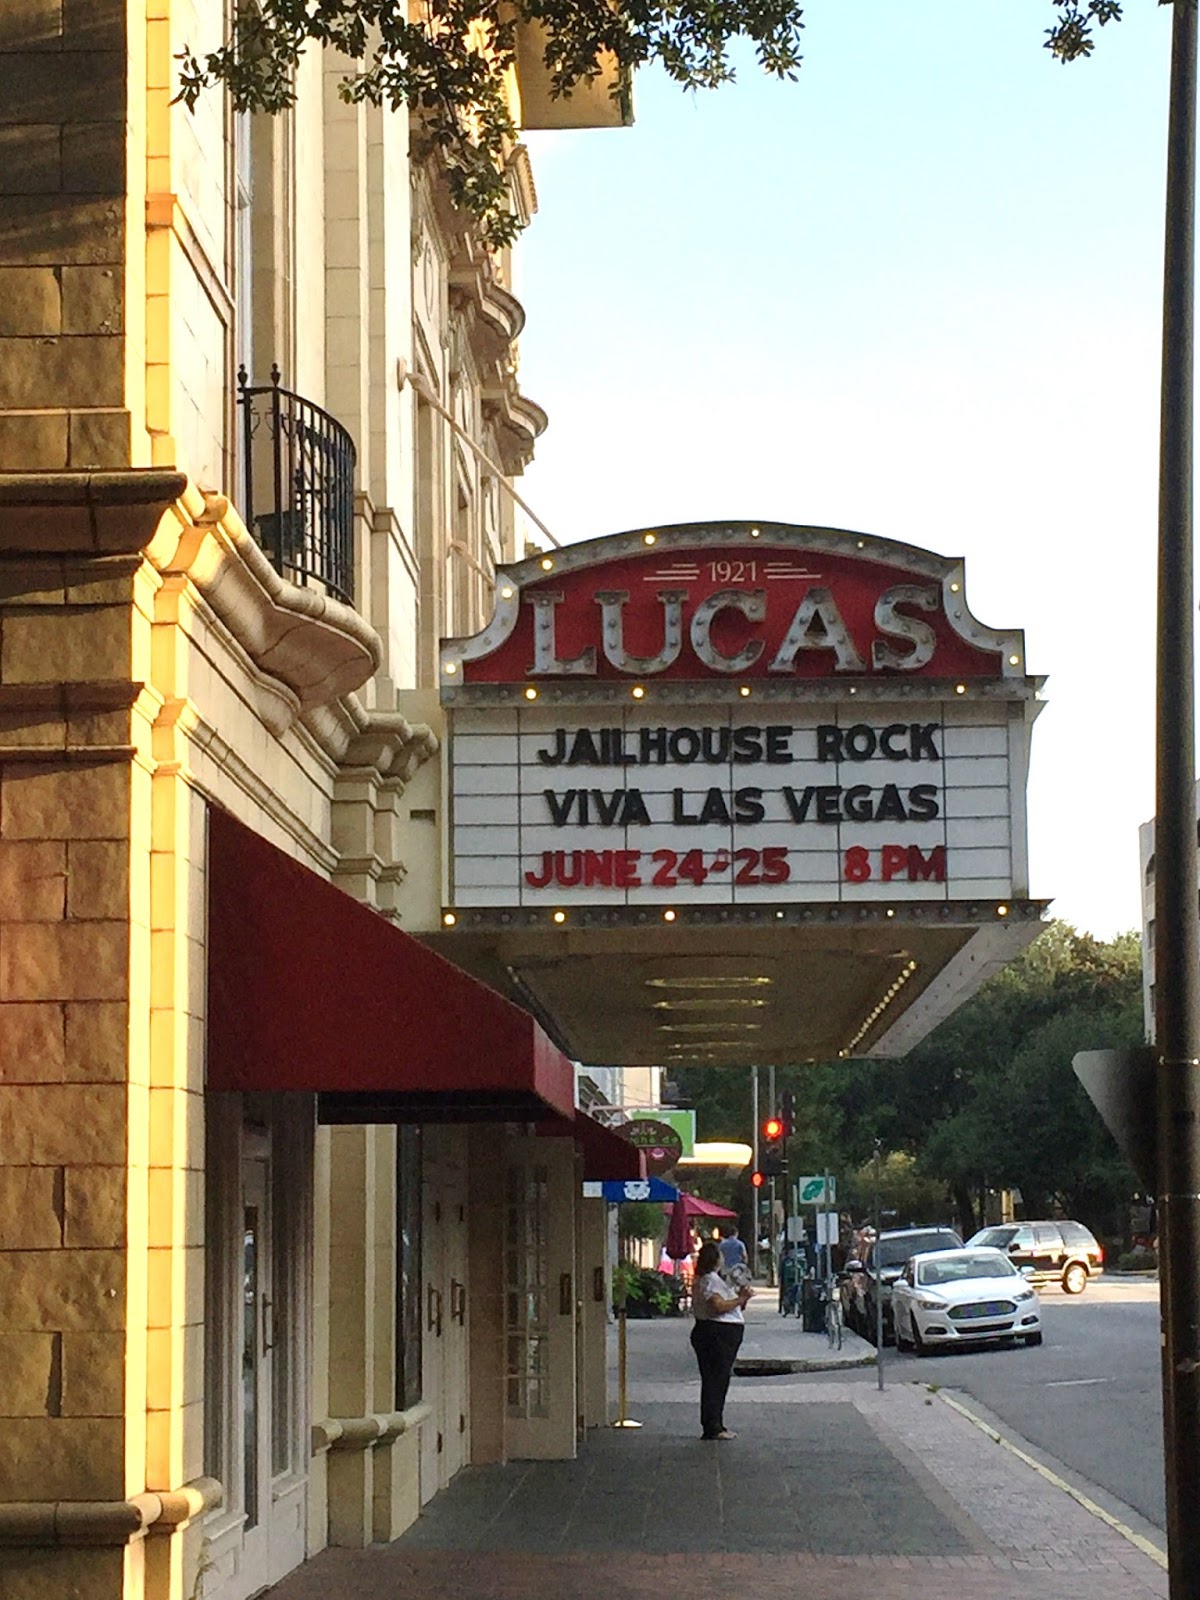 1921
LUCAS
JAILHOUSE ROCK
VIVA LAS VEGAS
JUNE 24♫25 8 PM